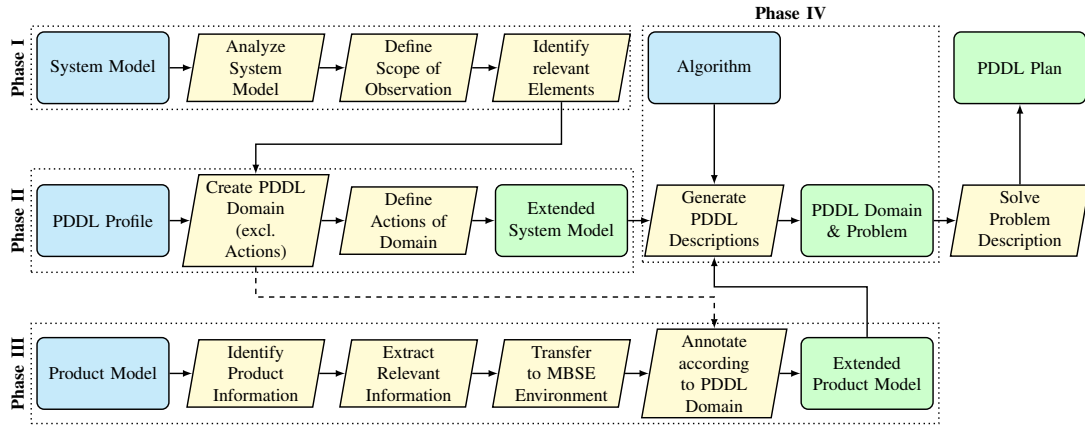 Phase IV
Phase I
System Model
Analyze
System
Model
Define
Scope of
Observation
Identify
relevant
Elements
Algorithm
PDDL Plan
Phase II
PDDL Profile
Create PDDL
Domain
(excl.
Actions)
Define
Actions of
Domain
Extended
System Model
Generate
PDDL
Descriptions
PDDL Domain
& Problem
Solve
Problem
Description
Phase III
Product Model
Identify
Product
Information
Extract
Relevant
Information
Transfer
to MBSE
Environment
Annotate
according
to PDDL
Domain
Extended
Product Model